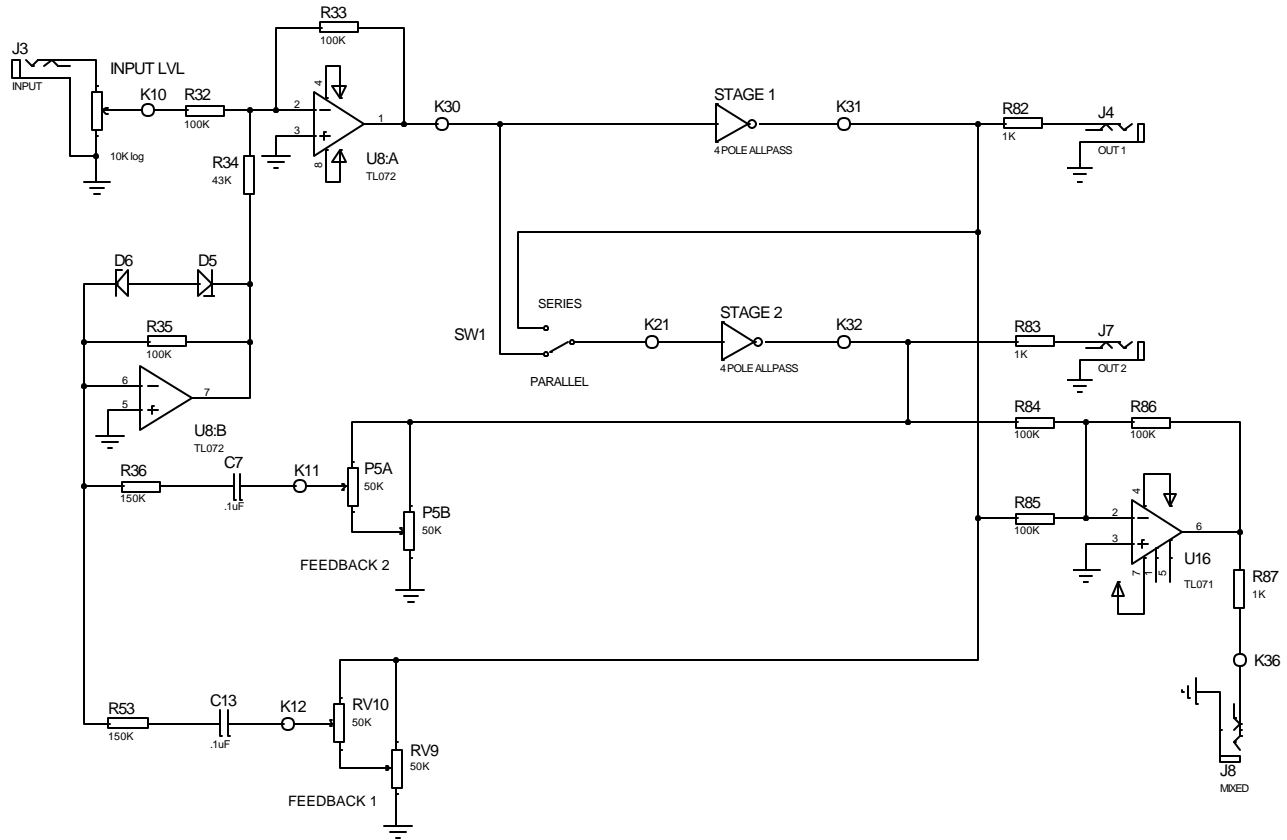 J3
INPUT
INPUT LVL
K10
10K log
R32
100K
R33
100K
R34
43K
4
2
3
1
8
U8:A
TL072
K30
STAGE 1
4 POLE ALLPASS
K31
R82
1K
J4
OUT 1
D6
D5
R35
100K
6
5
7
U8:B
TL072
SW1
SERIES
PARALLEL
K21
STAGE 2
4 POLE ALLPASS
K32
R83
1K
J7
OUT 2
R84
100K
R86
100K
R36
150K
C7
.1uF
K11
P5A
50K
P5B
50K
FEEDBACK 2
R85
100K
4
2
3
6
7
1
5
U16
TL071
R87
1K
K36
R53
150K
C13
.1uF
K12
RV10
50K
RV9
50K
FEEDBACK 1
J8
MIXED